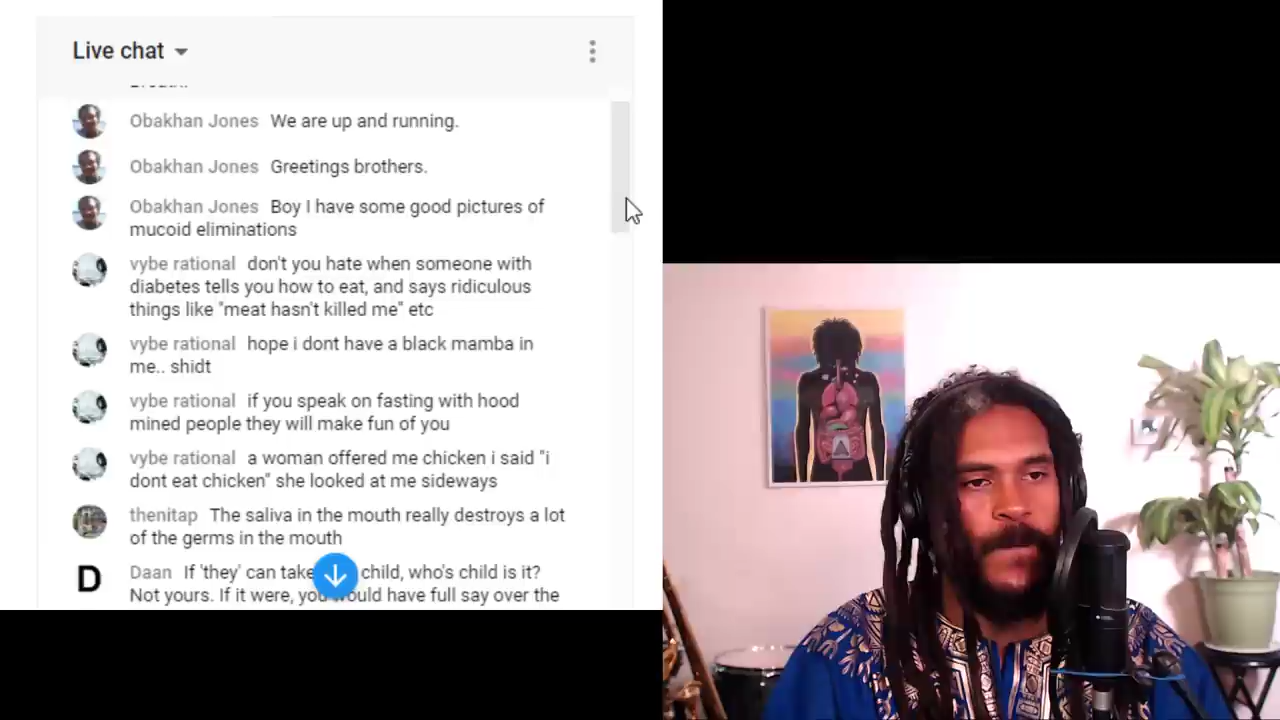 Live chat
Obakhan Jones We are up and running.
Obakhan Jones Greetings brothers.
Obakhan Jones Boy I have some good pictures of
mucoid eliminations
vybe rational don't you hate when someone with
diabetes tells you how to eat, and says ridiculous
things like "meat hasn't killed me" etc
vybe rational hope i dont have a black mamba in
me.. shidt
vybe rational if you speak on fasting with hood
mined people they will make fun of you
vybe rational a woman offered me chicken i said "i
dont eat chicken" she looked at me sideways
thenitap The saliva in the mouth really destroys a lot
of the germs in the mouth
D
Daan If 'they' can take child, who's child is it?
Not yours. If it were, you would have full say over the